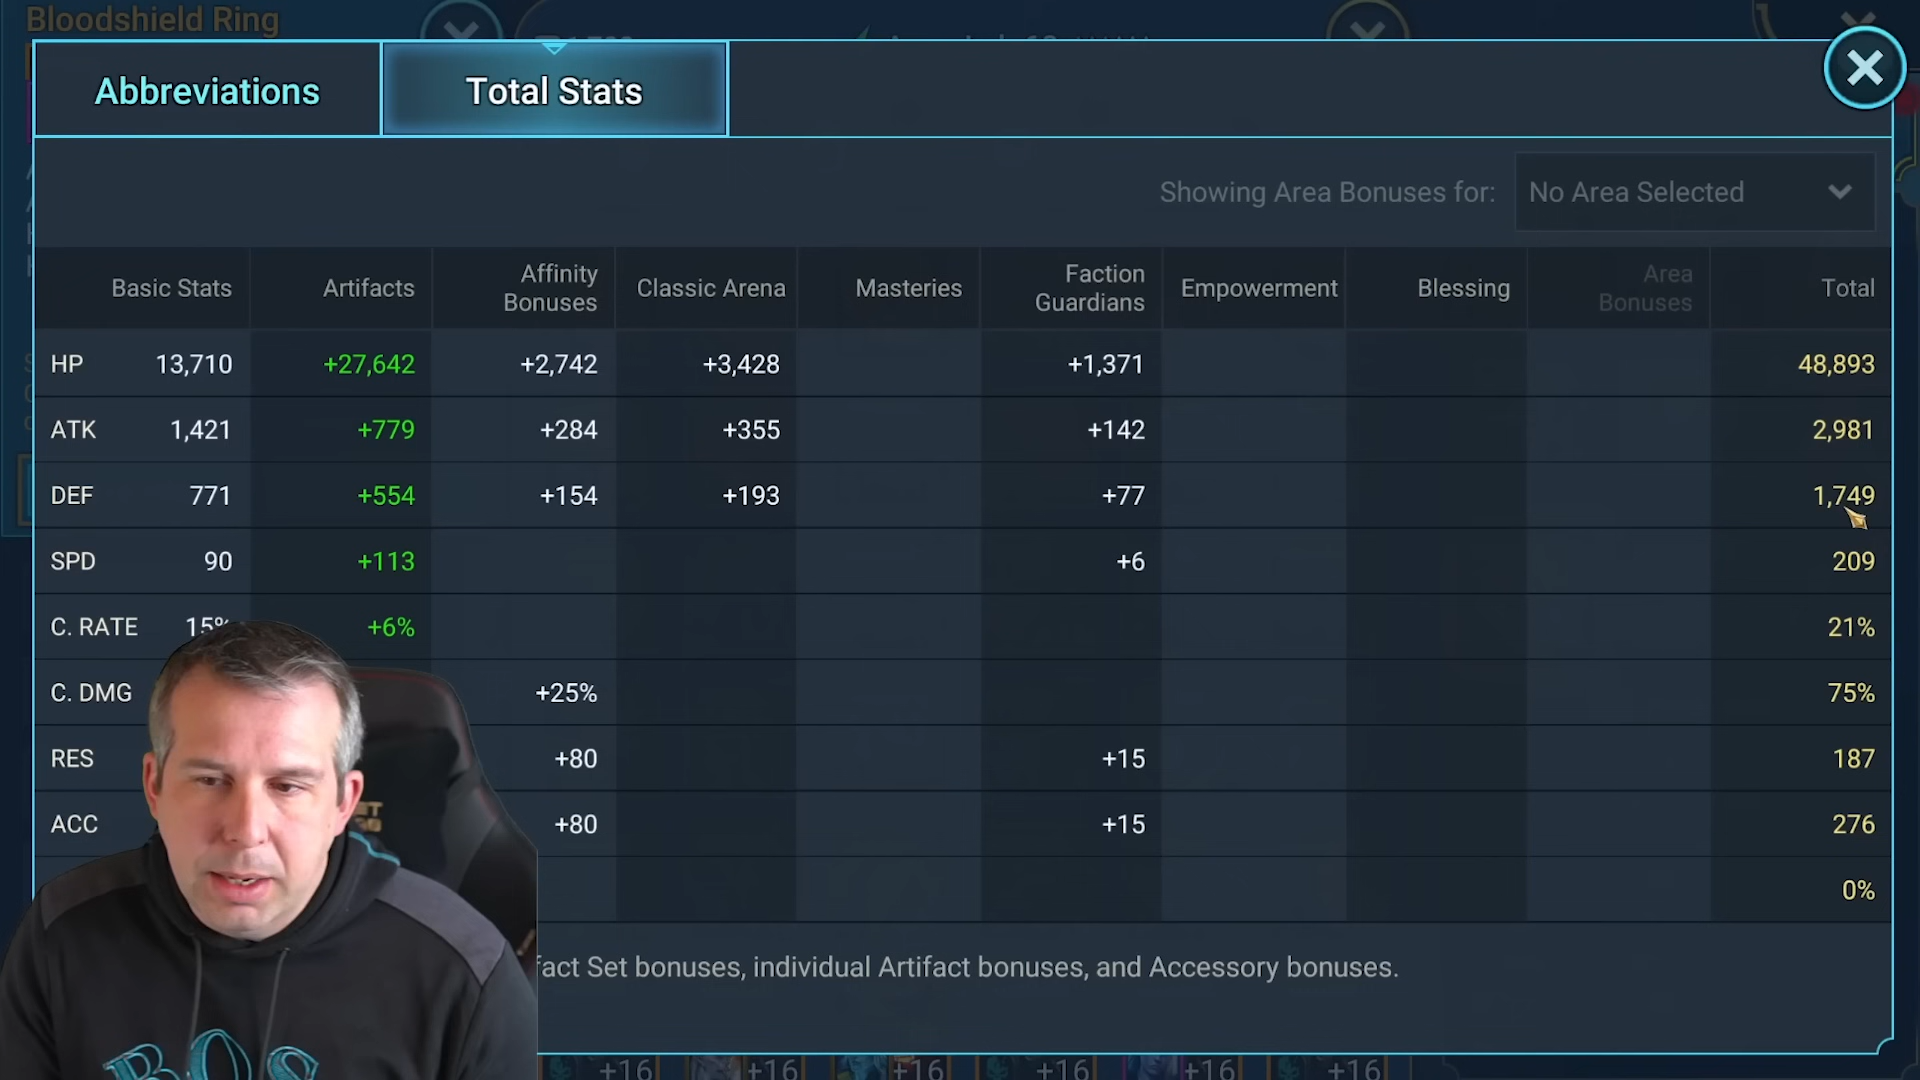 Bloodshield Ring
Abbreviations
Total Stats
Showing Area Bonuses for:
No Area Selected
Basic Stats
Artifacts
Affinity
Bonuses
Classic Arena
Masteries
Faction
Guardians
Empowerment
Blessing
Area
Bonuses
Total
HP 13,710 +27,642 +2,742 +3,428 +1,371 48,893
ATK 1,421 +779 +284 +355 +142 2,981
DEF 771 +554 +154 +193 +77 1,749
SPD 90 +113 +6 209
C. RATE 15% +6% 21%
C. DMG +25% 75%
RES +80 +15 187
ACC +80 +15 276
0%
Set bonuses, individual Artifact bonuses, and Accessory bonuses.
+16 +16 +16 +16 +16 +16